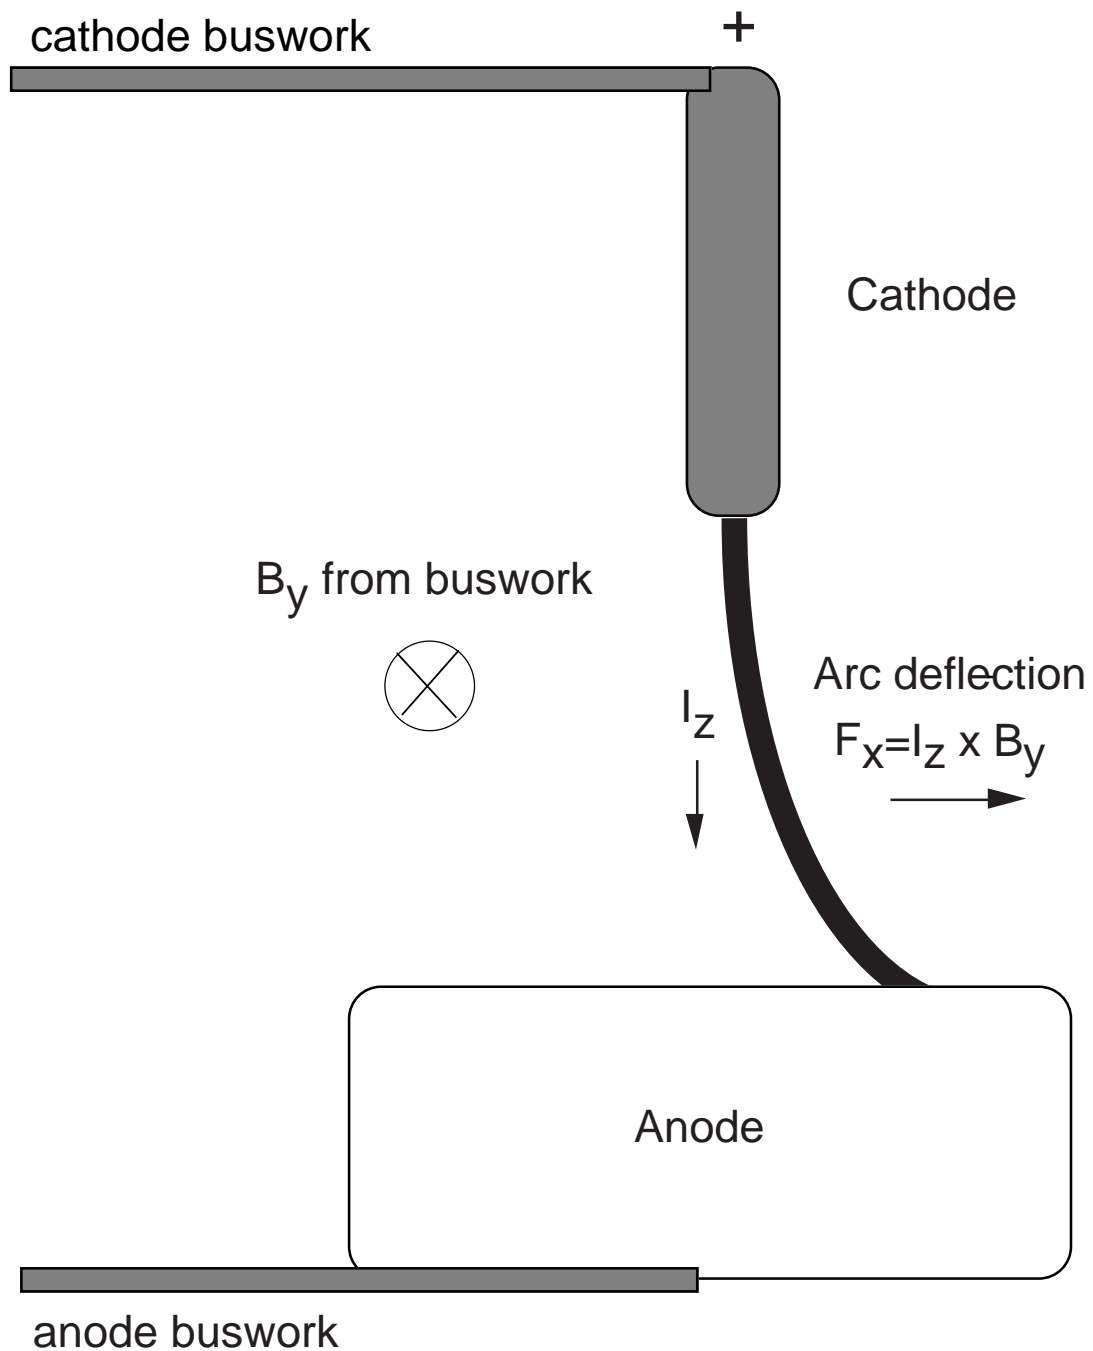 cathode buswork
+
Cathode
By from buswork
Arc deflection
Iz
Fx=Iz x By
Anode
anode buswork